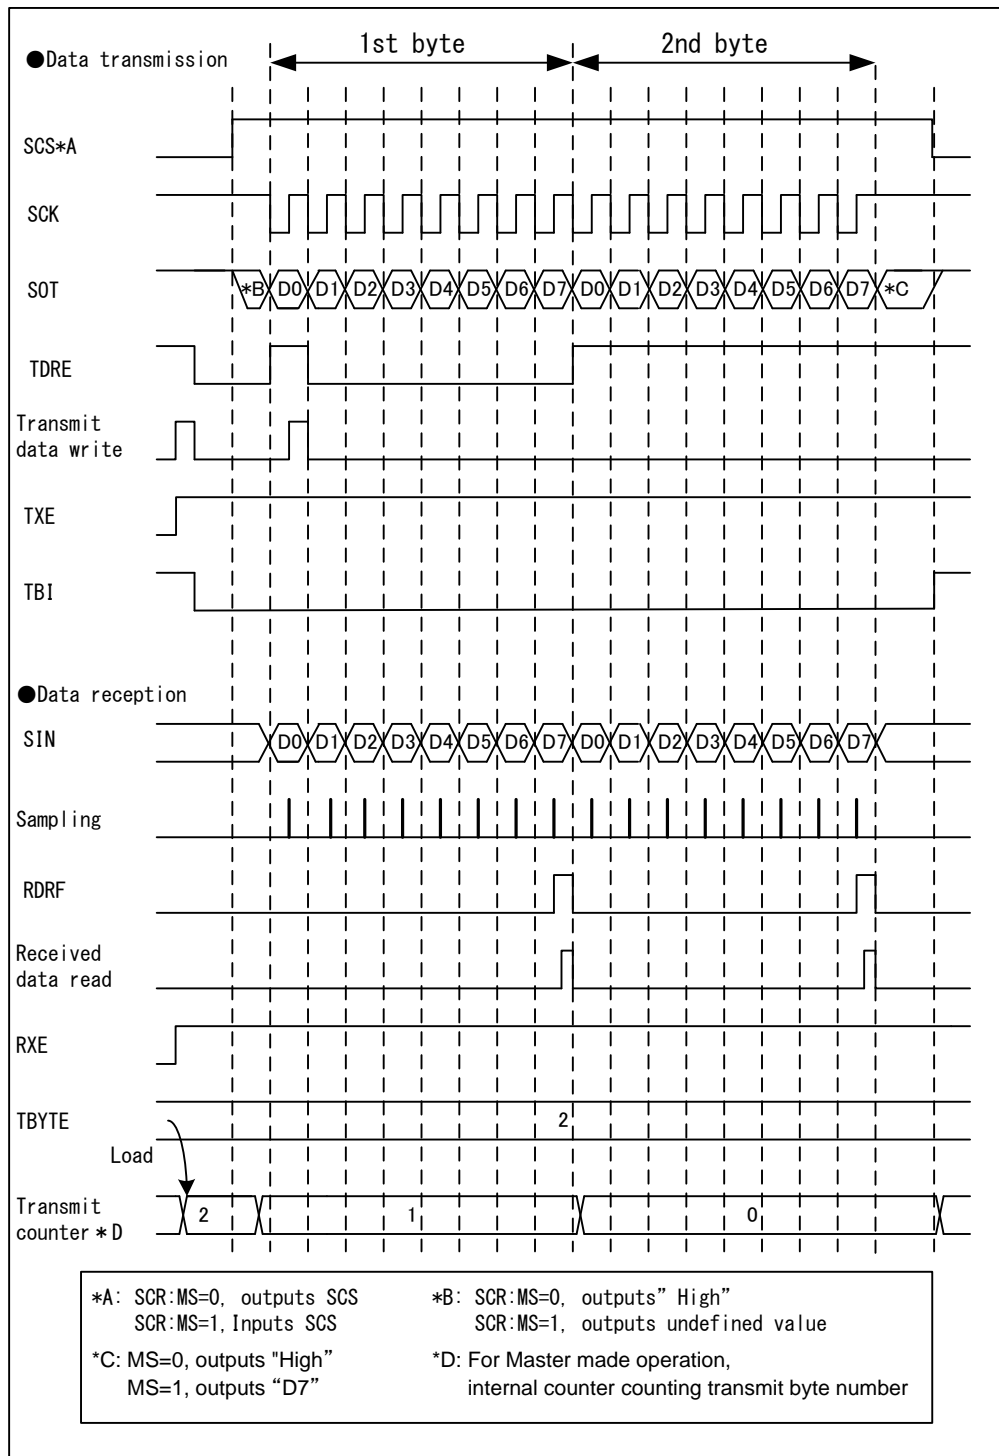 1st byte 2nd byte
●Data transmission
SCS*A
SCK
SOT *B D0 D1 D2 D3 D4 D5 D6 D7 D0 D1 D2 D3 D4 D5 D6 D7 *C
TDRE
Transmit
data write
TXE
TBI
●Data reception
SIN D0 D1 D2 D3 D4 D5 D6 D7 D0 D1 D2 D3 D4 D5 D6 D7
Sampling
RDRF
Received
data read
RXE
TBYTE 2
Load
Transmit
counter *D 2 1 0
*A: SCR:MS=0, outputs SCS
SCR:MS=1, Inputs SCS
*B: SCR:MS=0, outputs” High”
SCR:MS=1, outputs undefined value
*C: MS=0, outputs "High”
MS=1, outputs “D7”
*D: For Master made operation,
internal counter counting transmit byte number